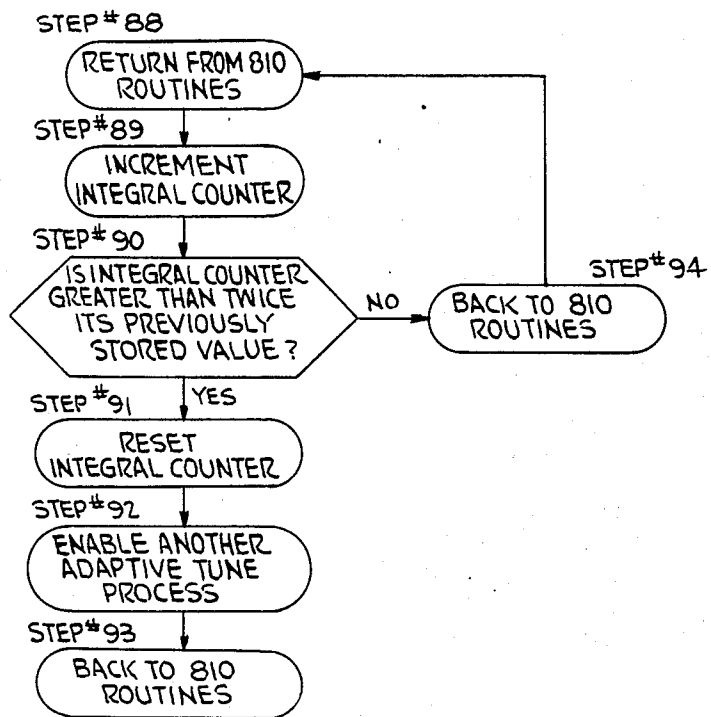 STEP#88
RETURN FROM 810
ROUTINES
STEP#89
INCREMENT
INTEGRAL COUNTER
STEP#90
IS INTEGRAL COUNTER
GREATER THAN TWICE
ITS PREVIOUSLY
STORED VALUE?
NO
STEP#94
BACK TO 810
ROUTINES
YES
STEP#91
RESET
INTEGRAL COUNTER
STEP#92
ENABLE ANOTHER
ADAPTIVE TUNE
PROCESS
STEP#93
BACK TO 810
ROUTINES